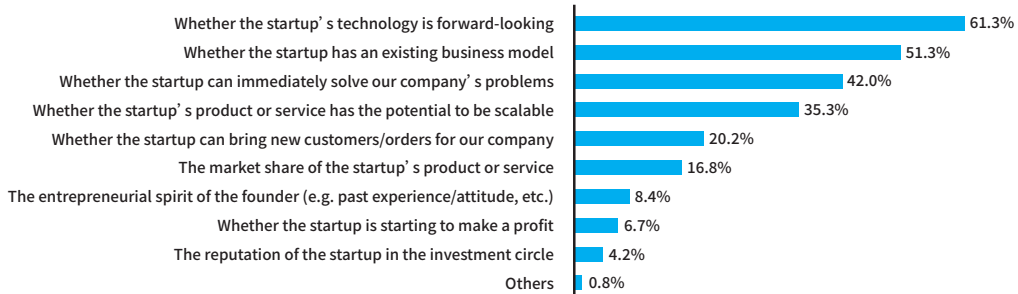 Whether the startup’s technology is forward-looking 61.3%
Whether the startup has an existing business model 51.3%
Whether the startup can immediately solve our company’s problems 42.0%
Whether the startup’s product or service has the potential to be scalable 35.3%
Whether the startup can bring new customers/orders for our company 20.2%
The market share of the startup’s product or service 16.8%
The entrepreneurial spirit of the founder (e.g. past experience/attitude, etc.) 8.4%
Whether the startup is starting to make a profit 6.7%
The reputation of the startup in the investment circle 4.2%
Others 0.8%